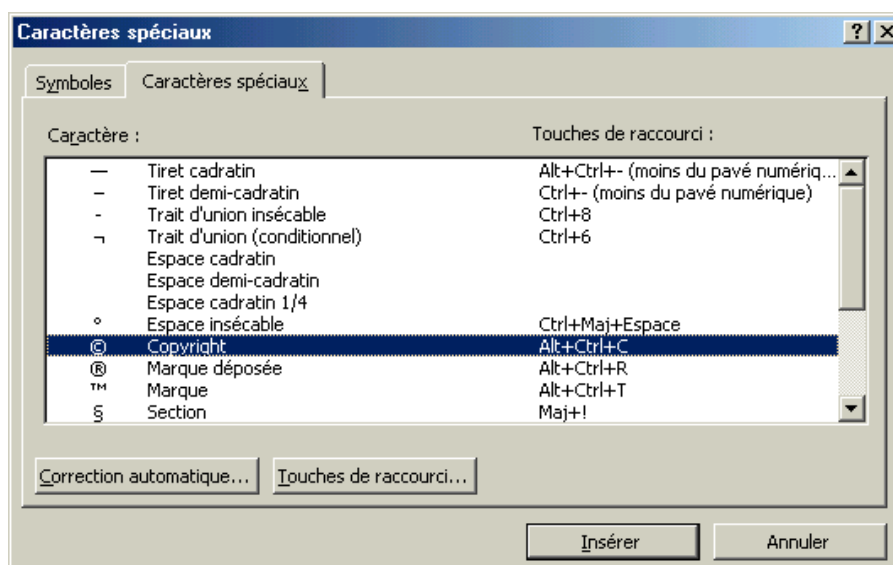 Caractères spéciaux
Symboles Caractères spéciaux
Caractère : Touches de raccourci :
— Tiret cadratin Alt+Ctrl+- (moins du pavé numériq...
– Tiret demi-cadratin Ctrl+- (moins du pavé numérique)
- Trait d'union insécable Ctrl+8
¬ Trait d'union (conditionnel) Ctrl+6
Espace cadratin
Espace demi-cadratin
Espace cadratin 1/4
° Espace insécable Ctrl+Maj+Espace
© Copyright Alt+Ctrl+C
® Marque déposée Alt+Ctrl+R
™ Marque Alt+Ctrl+T
§ Section Maj+!
Correction automatique... Touches de raccourci...
Insérer Annuler